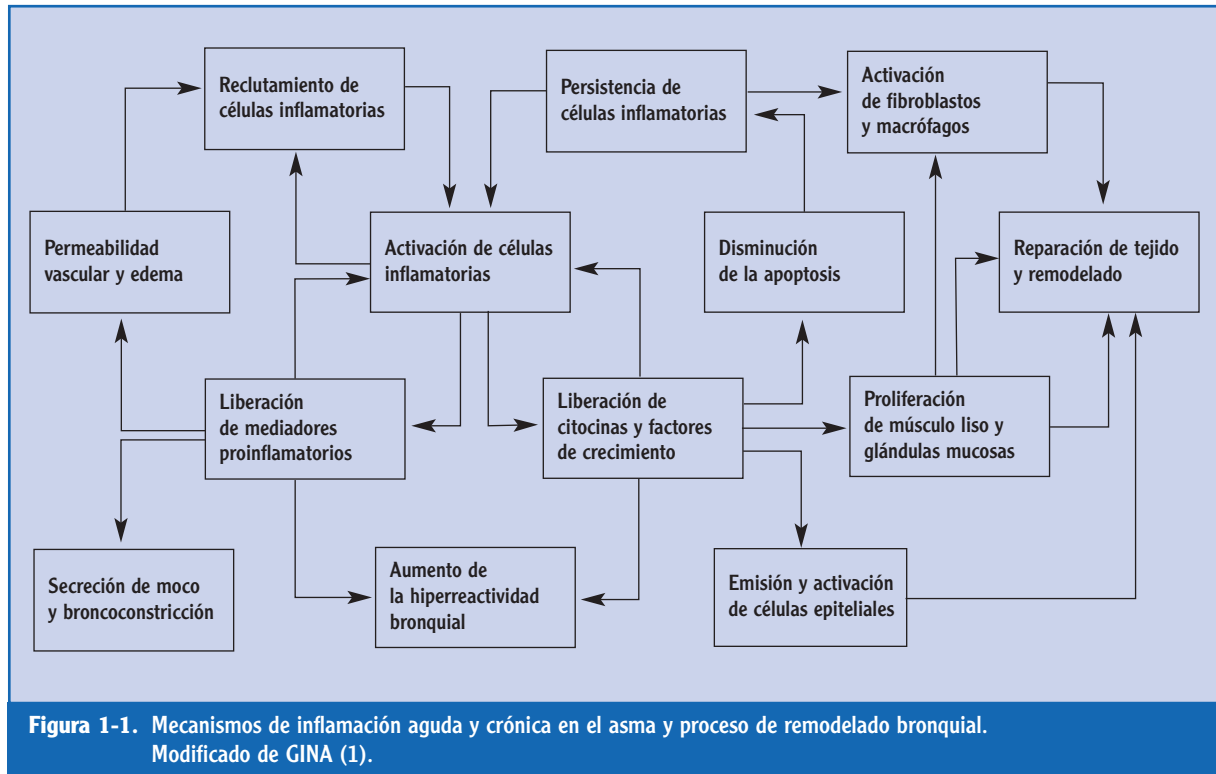 Reclutamiento de
células inflamatorias
Persistencia de
células inflamatorias
Activación
de fibroblastos
y macrófagos
Permeabilidad
vascular y edema
Activación de células
inflamatorias
Disminución
de la apoptosis
Reparación de tejido
y remodelado
Liberación
de mediadores
proinflamatorios
Liberación de
citocinas y factores
de crecimiento
Proliferación
de músculo liso y
glándulas mucosas
Secreción de moco
y broncoconstricción
Aumento de
la hiperreactividad
bronquial
Emisión y activación
de células epiteliales
Figura 1-1. Mecanismos de inflamación aguda y crónica en el asma y proceso de remodelado bronquial.
Modificado de GINA (1).